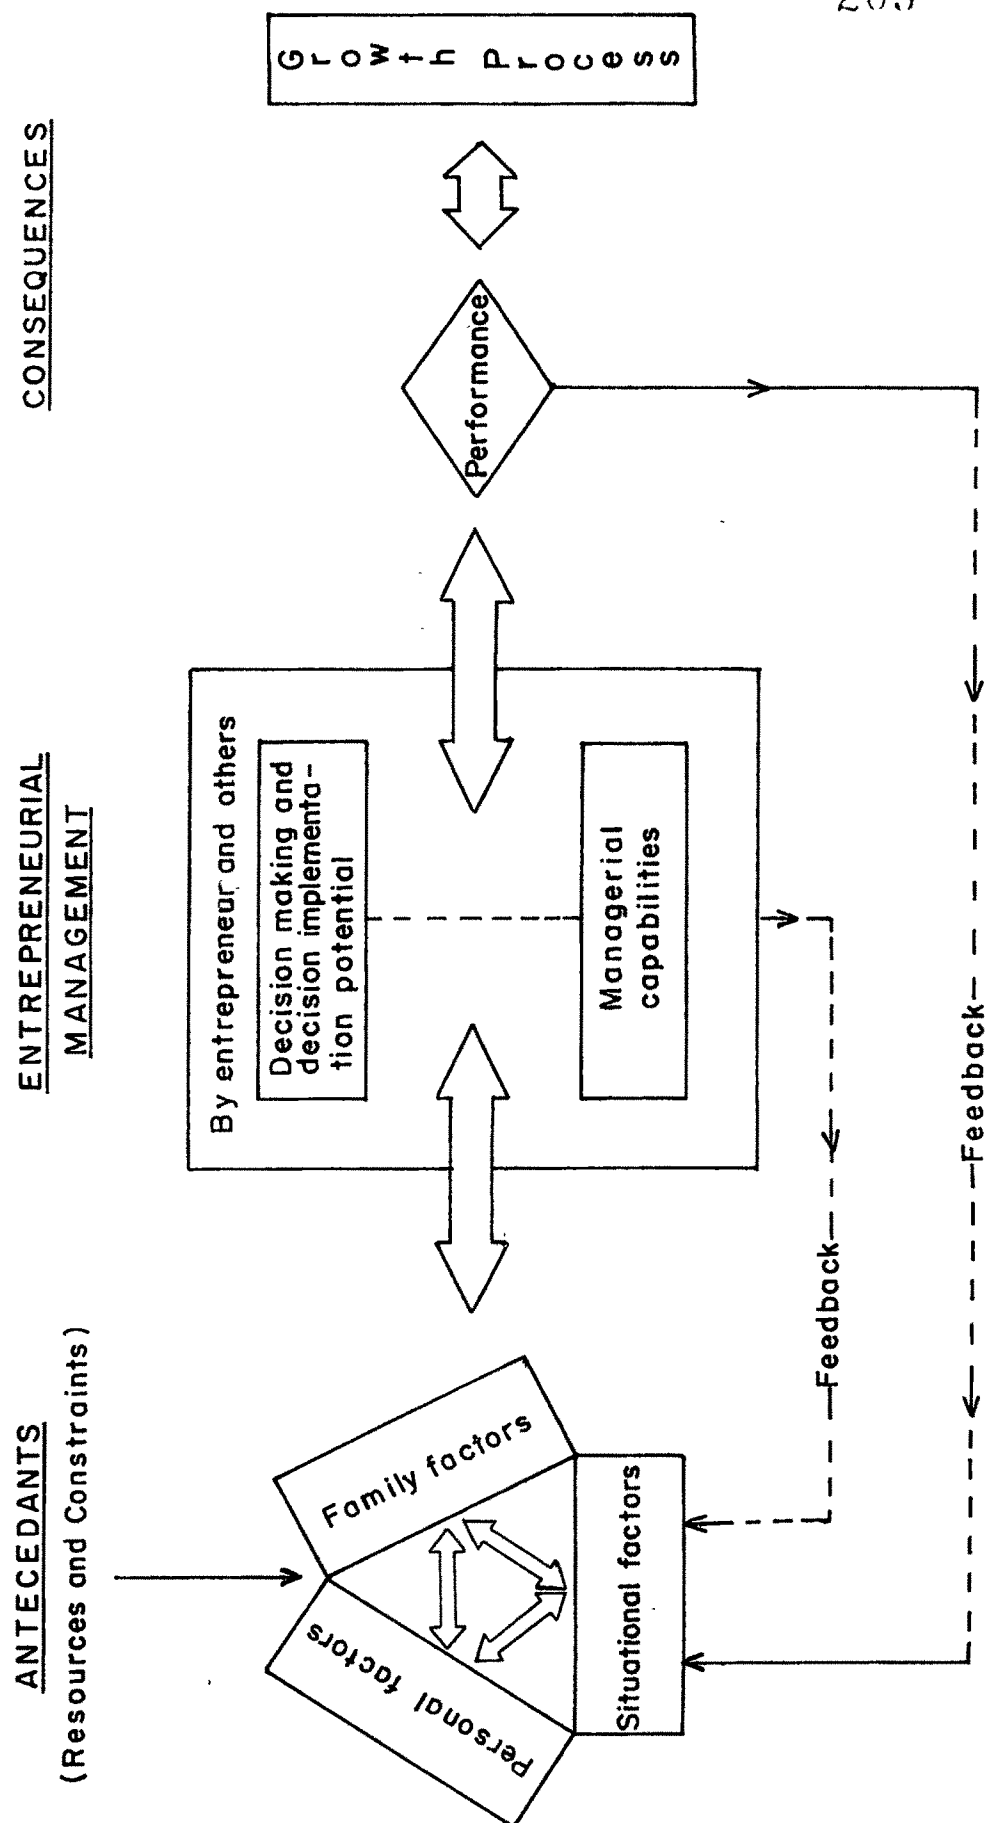 ANTECEDANTS
(Resources and Constraints)
ENTREPRENEURIAL
MANAGEMENT
CONSEQUENCES
Personal factors
Family factors
Situational factors
By entrepreneur and others
Decision making and
decision implementa-
tion potential
Managerial
capabilities
Performance
Growth Process
Feedback
Feedback